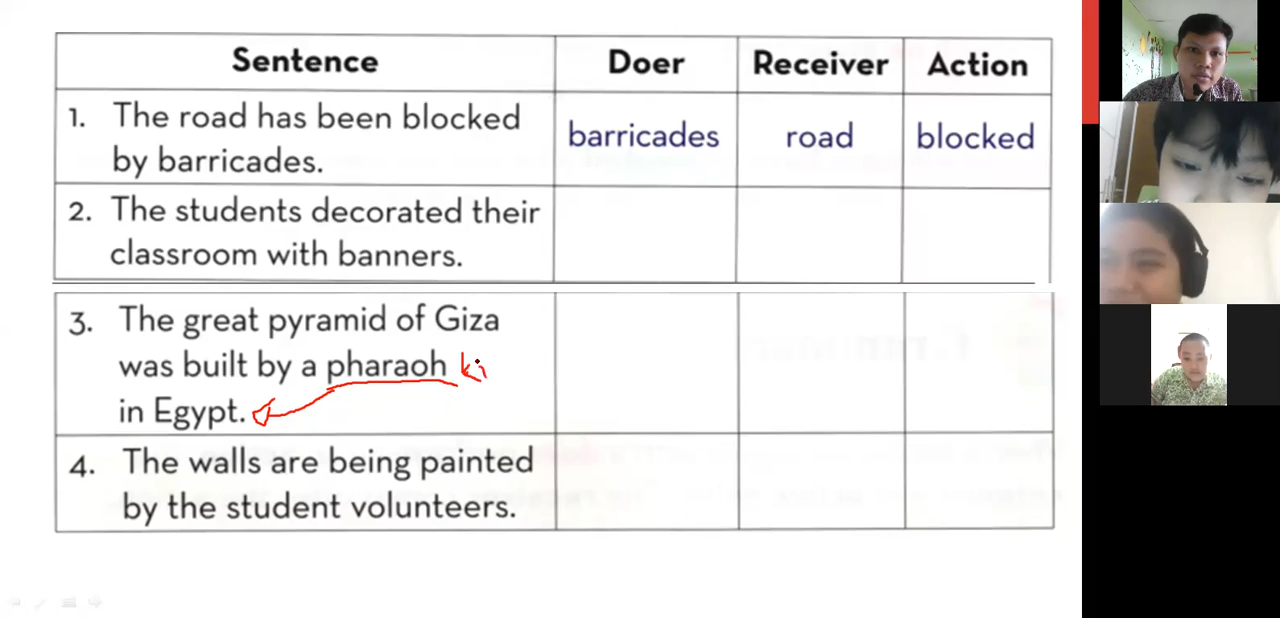 Sentence Doer Receiver Action
1. The road has been blocked
by barricades.
barricades road blocked
2. The students decorated their
classroom with banners.
3. The great pyramid of Giza
was built by a pharaoh ki
in Egypt.
4. The walls are being painted
by the student volunteers.